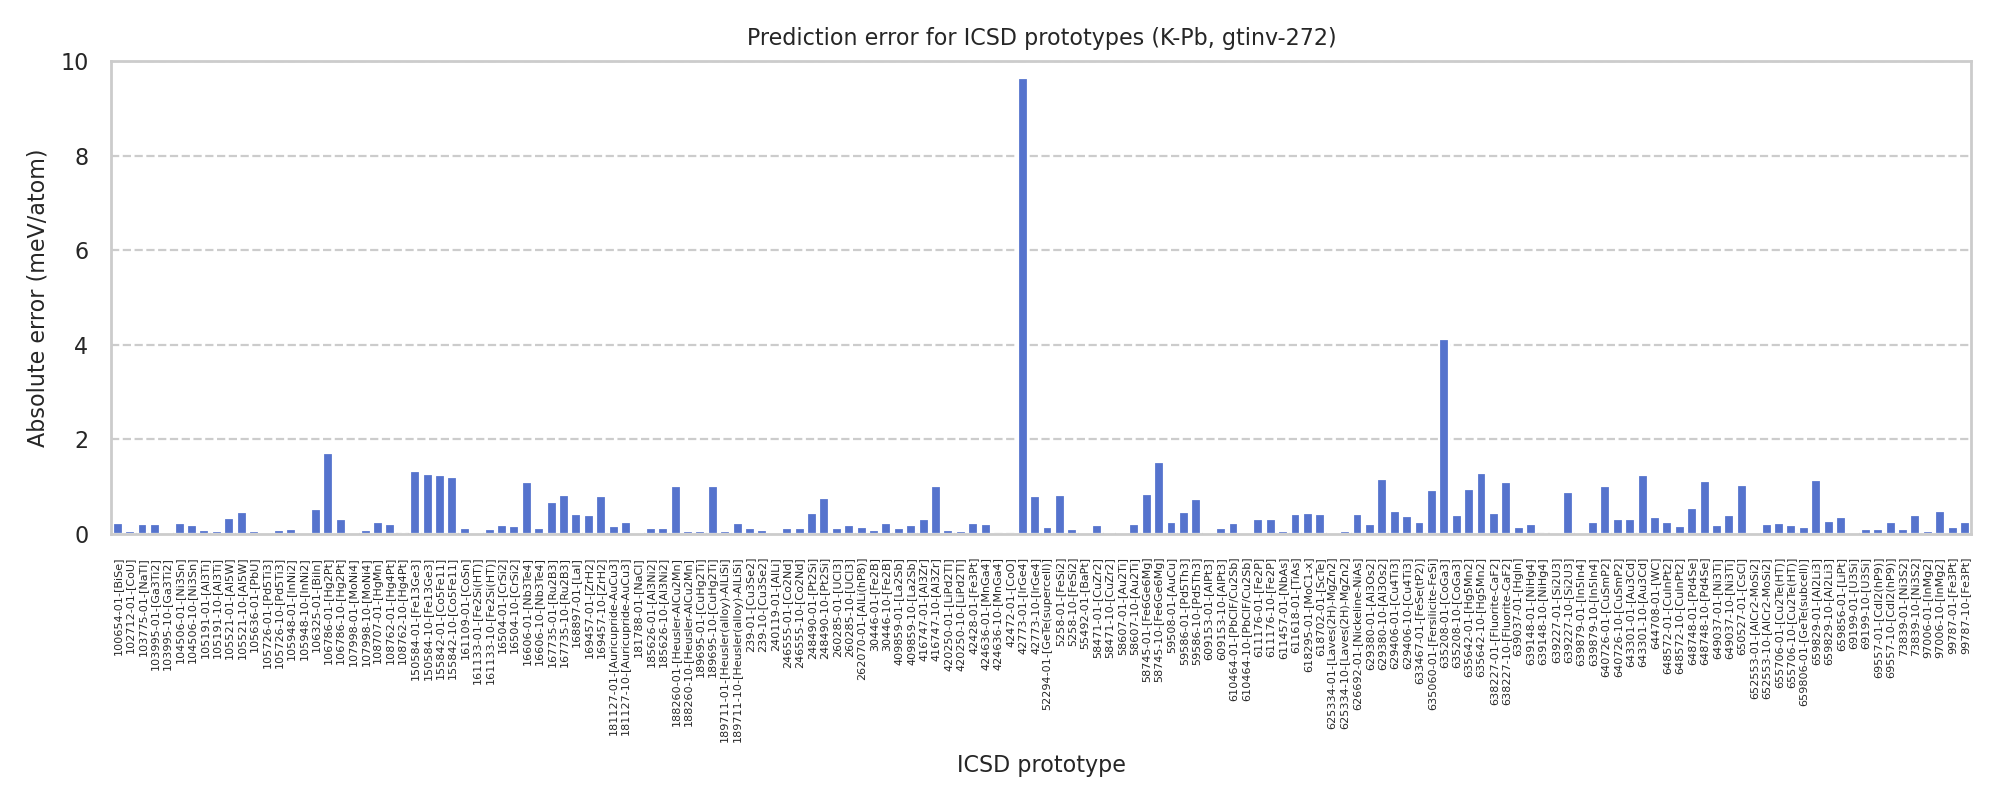 Prediction error for ICSD prototypes (K-Pb, gtinv-272)
Absolute error (meV/atom)
10
8
6
4
2
0
100654-01-[BiSe]
102712-01-[CoU]
103775-01-[NaTl]
103995-01-[Ga3Ti2]
103995-10-[Ga3Ti2]
104506-01-[Ni3Sn]
104506-10-[Ni3Sn]
105191-01-[Al3Ti]
105191-10-[Al3Ti]
105521-01-[Al5W]
105521-10-[Al5W]
105636-01-[PbU]
105726-01-[Pd5Ti3]
105726-10-[Pd5Ti3]
105948-01-[InNi2]
105948-10-[InNi2]
106325-01-[BiIn]
106786-01-[Hg2Pt]
106786-10-[Hg2Pt]
107998-01-[MoNi4]
107998-10-[MoNi4]
108707-01-[HgMn]
108762-01-[Hg4Pt]
108762-10-[Hg4Pt]
150584-01-[Fe13Ge3]
150584-10-[Fe13Ge3]
155842-01-[Co5Fe11]
155842-10-[Co5Fe11]
161109-01-[CoSn]
161133-01-[Fe2Si(HT)]
161133-10-[Fe2Si(HT)]
16504-01-[CrSi2]
16504-10-[CrSi2]
16606-01-[Nb3Te4]
16606-10-[Nb3Te4]
167735-01-[Ru2B3]
167735-10-[Ru2B3]
168897-01-[LaI]
169457-01-[ZrH2]
169457-10-[ZrH2]
181127-01-[Auricupride-AuCu3]
181127-10-[Auricupride-AuCu3]
181788-01-[NaCl]
185626-01-[Al3Ni2]
185626-10-[Al3Ni2]
188260-01-[Heusler-AlCu2Mn]
188260-10-[Heusler-AlCu2Mn]
189695-01-[CuHg2Ti]
189695-10-[CuHg2Ti]
189711-01-[Heusler(alloy)-AlLiSi]
189711-10-[Heusler(alloy)-AlLiSi]
239-01-[Cu3Se2]
239-10-[Cu3Se2]
240119-01-[AlLi]
246555-01-[Co2Nd]
246555-10-[Co2Nd]
248490-01-[Pt2Si]
248490-10-[Pt2Si]
260285-01-[UCl3]
260285-10-[UCl3]
262070-01-[AlLi(hP8)]
30446-01-[Fe2B]
30446-10-[Fe2B]
409859-01-[La2Sb]
409859-10-[La2Sb]
416747-01-[Al3Zr]
416747-10-[Al3Zr]
420250-01-[LiPd2Tl]
420250-10-[LiPd2Tl]
42428-01-[Fe3Pt]
424636-01-[MnGa4]
424636-10-[MnGa4]
42472-01-[CoO]
42773-01-[IrGe4]
42773-10-[IrGe4]
52294-01-[GeTe(supercell)]
5258-01-[FeSi2]
5258-10-[FeSi2]
55492-01-[BaPt]
58471-01-[CuZr2]
58471-10-[CuZr2]
58607-01-[Au2Ti]
58607-10-[Au2Ti]
58745-01-[Fe6Ge6Mg]
58745-10-[Fe6Ge6Mg]
59508-01-[AuCu]
59586-01-[Pd5Th3]
59586-10-[Pd5Th3]
609153-01-[AlPt3]
609153-10-[AlPt3]
610464-01-[PbClF/Cu2Sb]
610464-10-[PbClF/Cu2Sb]
611176-01-[Fe2P]
611176-10-[Fe2P]
611457-01-[NbAs]
611618-01-[TiAs]
618295-01-[MoC1-x]
618702-01-[ScTe]
625334-01-[Laves(2H)-MgZn2]
625334-10-[Laves(2H)-MgZn2]
626692-01-[Nickeline-NiAs]
629380-01-[Al3Os2]
629380-10-[Al3Os2]
629406-01-[Cu4Ti3]
629406-10-[Cu4Ti3]
633467-01-[FeSe(tP2)]
635060-01-[Fersilicite-FeSi]
635208-01-[CoGa3]
635208-10-[CoGa3]
635642-01-[Hg5Mn2]
635642-10-[Hg5Mn2]
638227-01-[Fluorite-CaF2]
638227-10-[Fluorite-CaF2]
639037-01-[HgIn]
639148-01-[NiHg4]
639148-10-[NiHg4]
639227-01-[Si2U3]
639227-10-[Si2U3]
639879-01-[In5In4]
639879-10-[In5In4]
640726-01-[CuSmP2]
640726-10-[CuSmP2]
643301-01-[Au3Cd]
643301-10-[Au3Cd]
644708-01-[WC]
648572-01-[CuInPt2]
648572-10-[CuInPt2]
648748-01-[Pd4Se]
648748-10-[Pd4Se]
649037-01-[Ni3Ti]
649037-10-[Ni3Ti]
650527-01-[CsCl]
652553-01-[AlCr2-MoSi2]
652553-10-[AlCr2-MoSi2]
655706-01-[Cu2Te(HT)]
655706-10-[Cu2Te(HT)]
659806-01-[GeTe(subcell)]
659829-01-[Al2Li3]
659829-10-[Al2Li3]
659856-01-[LiPt]
69199-01-[U3Si]
69199-10-[U3Si]
69557-01-[CdI2(hP9)]
69557-10-[CdI2(hP9)]
73839-01-[Ni3S2]
73839-10-[Ni3S2]
97006-01-[InMg2]
97006-10-[InMg2]
99787-01-[Fe3Pt]
99787-10-[Fe3Pt]
ICSD prototype